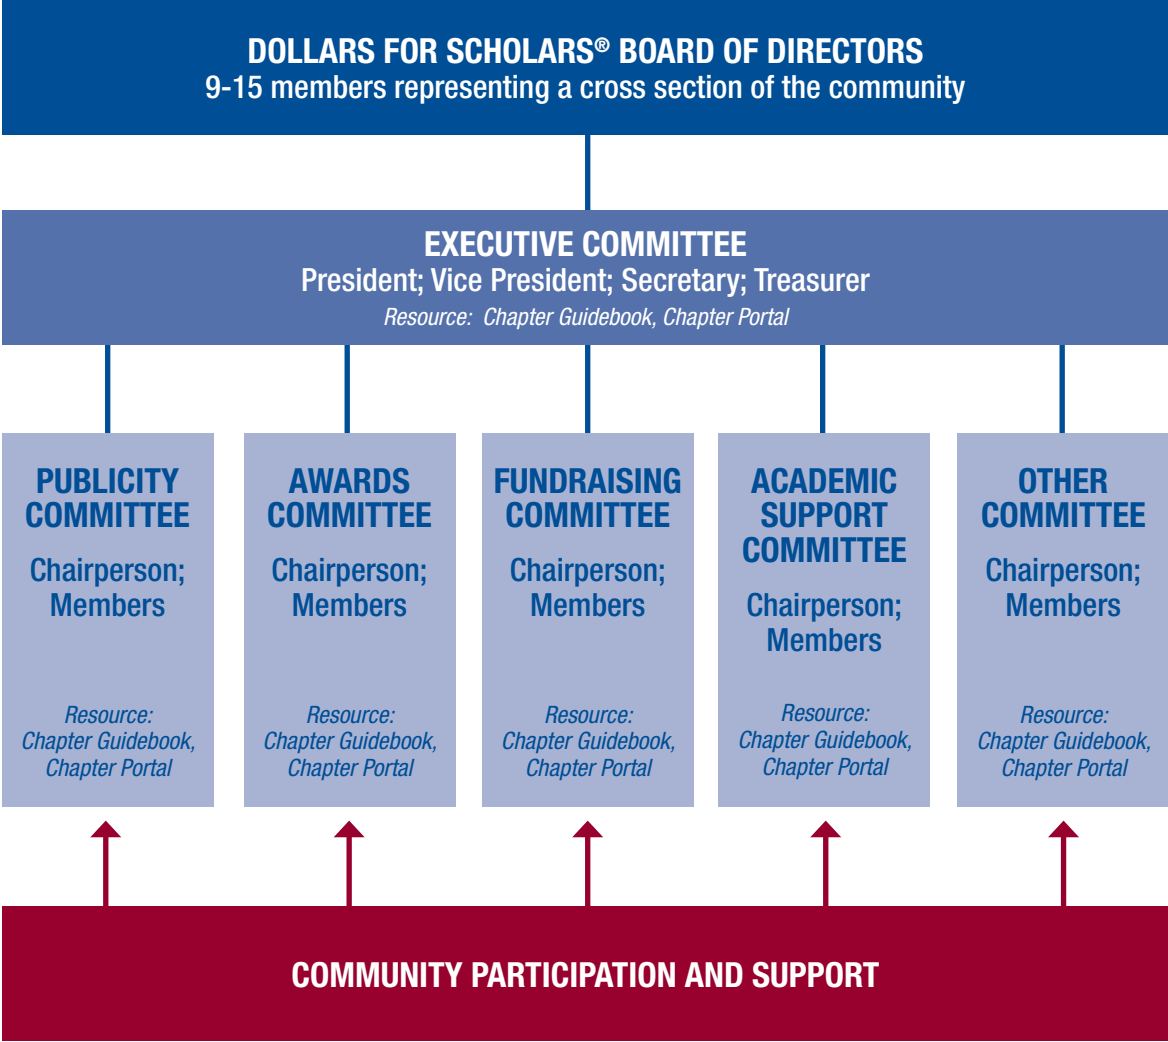 DOLLARS FOR SCHOLARS® BOARD OF DIRECTORS
9-15 members representing a cross section of the community
EXECUTIVE COMMITTEE
President; Vice President; Secretary; Treasurer
Resource: Chapter Guidebook, Chapter Portal
PUBLICITY
COMMITTEE
Chairperson;
Members
Resource:
Chapter Guidebook,
Chapter Portal
AWARDS
COMMITTEE
Chairperson;
Members
Resource:
Chapter Guidebook,
Chapter Portal
FUNDRAISING
COMMITTEE
Chairperson;
Members
Resource:
Chapter Guidebook,
Chapter Portal
ACADEMIC
SUPPORT
COMMITTEE
Chairperson;
Members
Resource:
Chapter Guidebook,
Chapter Portal
OTHER
COMMITTEE
Chairperson;
Members
Resource:
Chapter Guidebook,
Chapter Portal
COMMUNITY PARTICIPATION AND SUPPORT